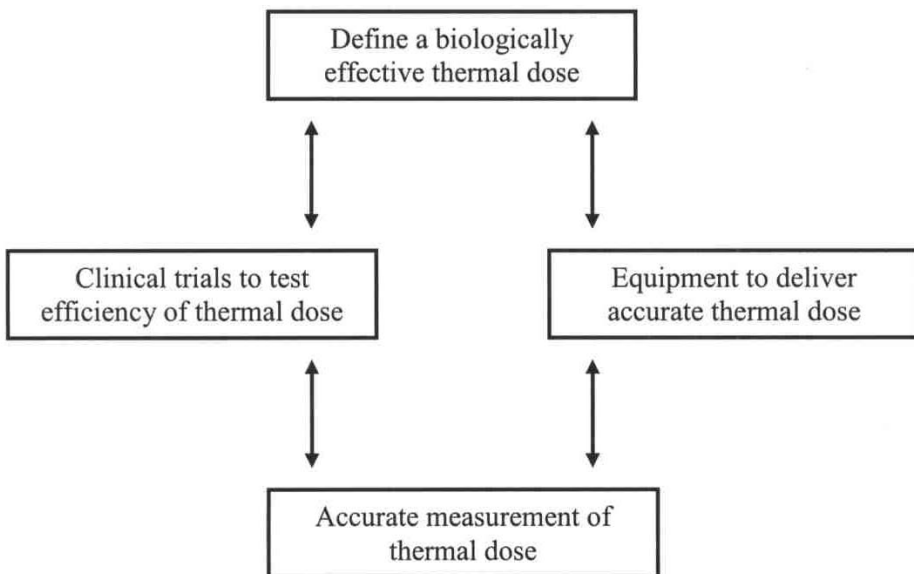 Define a biologically
effective thermal dose
Clinical trials to test
efficiency of thermal dose
Equipment to deliver
accurate thermal dose
Accurate measurement of
thermal dose